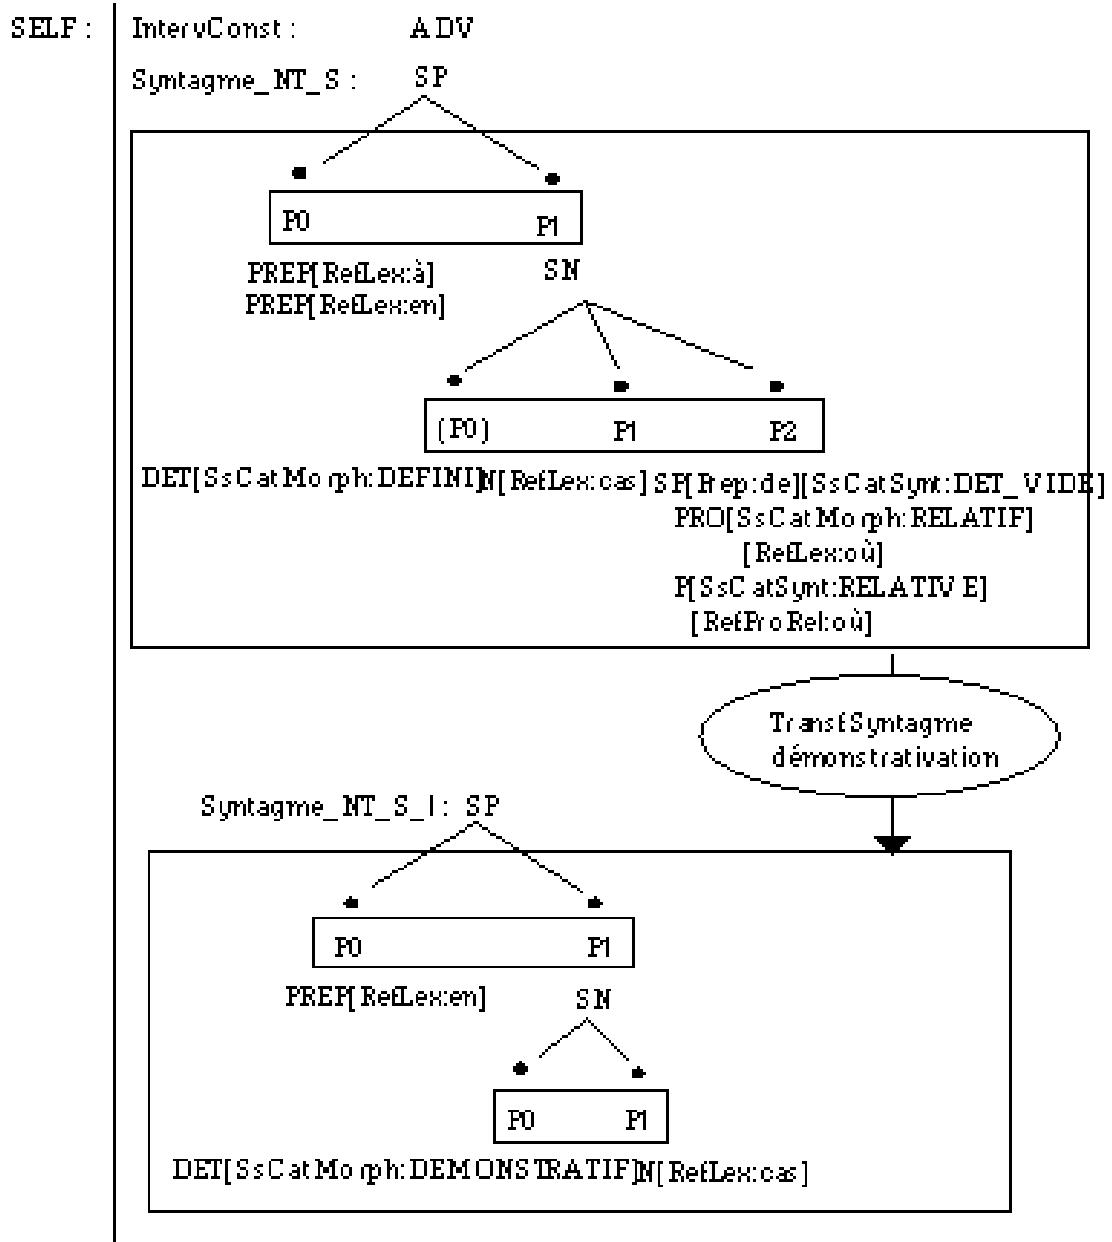 SELF : IntervConst : ADV
Syntagme_NT_S : SP
P0 P1
PREP[RefLex:à] SN
PREP[RefLex:en]
(P0) P1 P2
DET[SsCatMorph:DEFINI] N[RefLex:cas] SP[Prep:de][SsCatSynt:DET_VIDE]
PRO[SsCatMorph:RELATIF]
[RefLex:où]
P[SsCatSynt:RELATIVE]
[RefProRel:où]
TransfSyntagme
démonstrativation
Syntagme_NT_S_1 : SP
P0 P1
PREP[RefLex:en] SN
P0 P1
DET[SsCatMorph:DEMONSTRATIF] N[RefLex:cas]